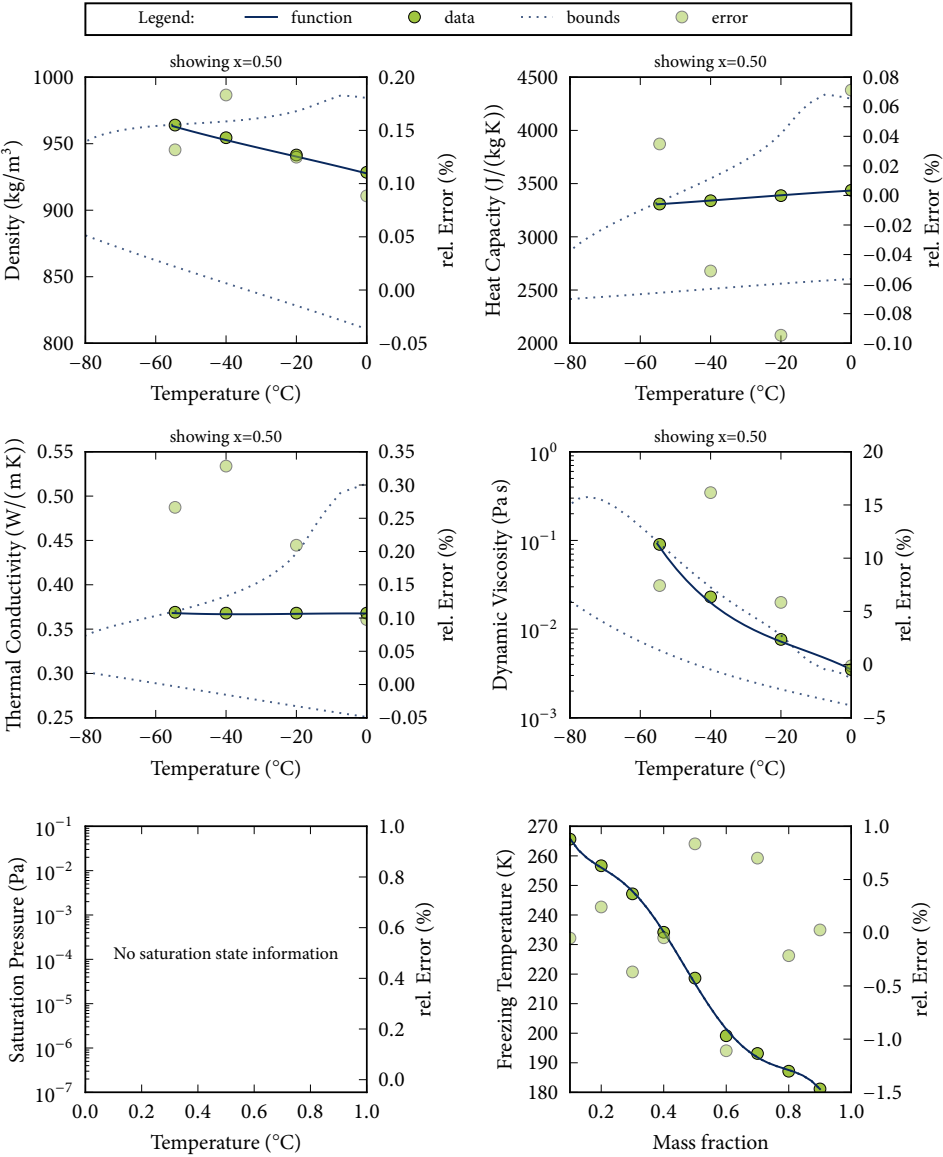 Legend: function data bounds error
showing x=0.50
1000
950
900
850
800
0.20
0.15
0.10
0.05
0.00
−0.05
−80 −60 −40 −20 0
Density (kg/m³)
rel. Error (%)
Temperature (°C)
showing x=0.50
4500
4000
3500
3000
2500
2000
0.08
0.06
0.04
0.02
0.00
−0.02
−0.04
−0.06
−0.08
−0.10
−80 −60 −40 −20 0
Heat Capacity (J/(kg K))
rel. Error (%)
Temperature (°C)
showing x=0.50
0.55
0.50
0.45
0.40
0.35
0.30
0.25
0.35
0.30
0.25
0.20
0.15
0.10
0.05
0.00
−0.05
−80 −60 −40 −20 0
Thermal Conductivity (W/(m K))
rel. Error (%)
Temperature (°C)
showing x=0.50
10⁰
10⁻¹
10⁻²
10⁻³
20
15
10
5
0
−5
−80 −60 −40 −20 0
Dynamic Viscosity (Pa s)
rel. Error (%)
Temperature (°C)
10⁻¹
10⁻²
10⁻³
10⁻⁴
10⁻⁵
10⁻⁶
10⁻⁷
No saturation state information
1.0
0.8
0.6
0.4
0.2
0.0
0.0 0.2 0.4 0.6 0.8 1.0
Saturation Pressure (Pa)
rel. Error (%)
Temperature (°C)
270
260
250
240
230
220
210
200
190
180
1.0
0.5
0.0
−0.5
−1.0
−1.5
0.2 0.4 0.6 0.8 1.0
Freezing Temperature (K)
rel. Error (%)
Mass fraction